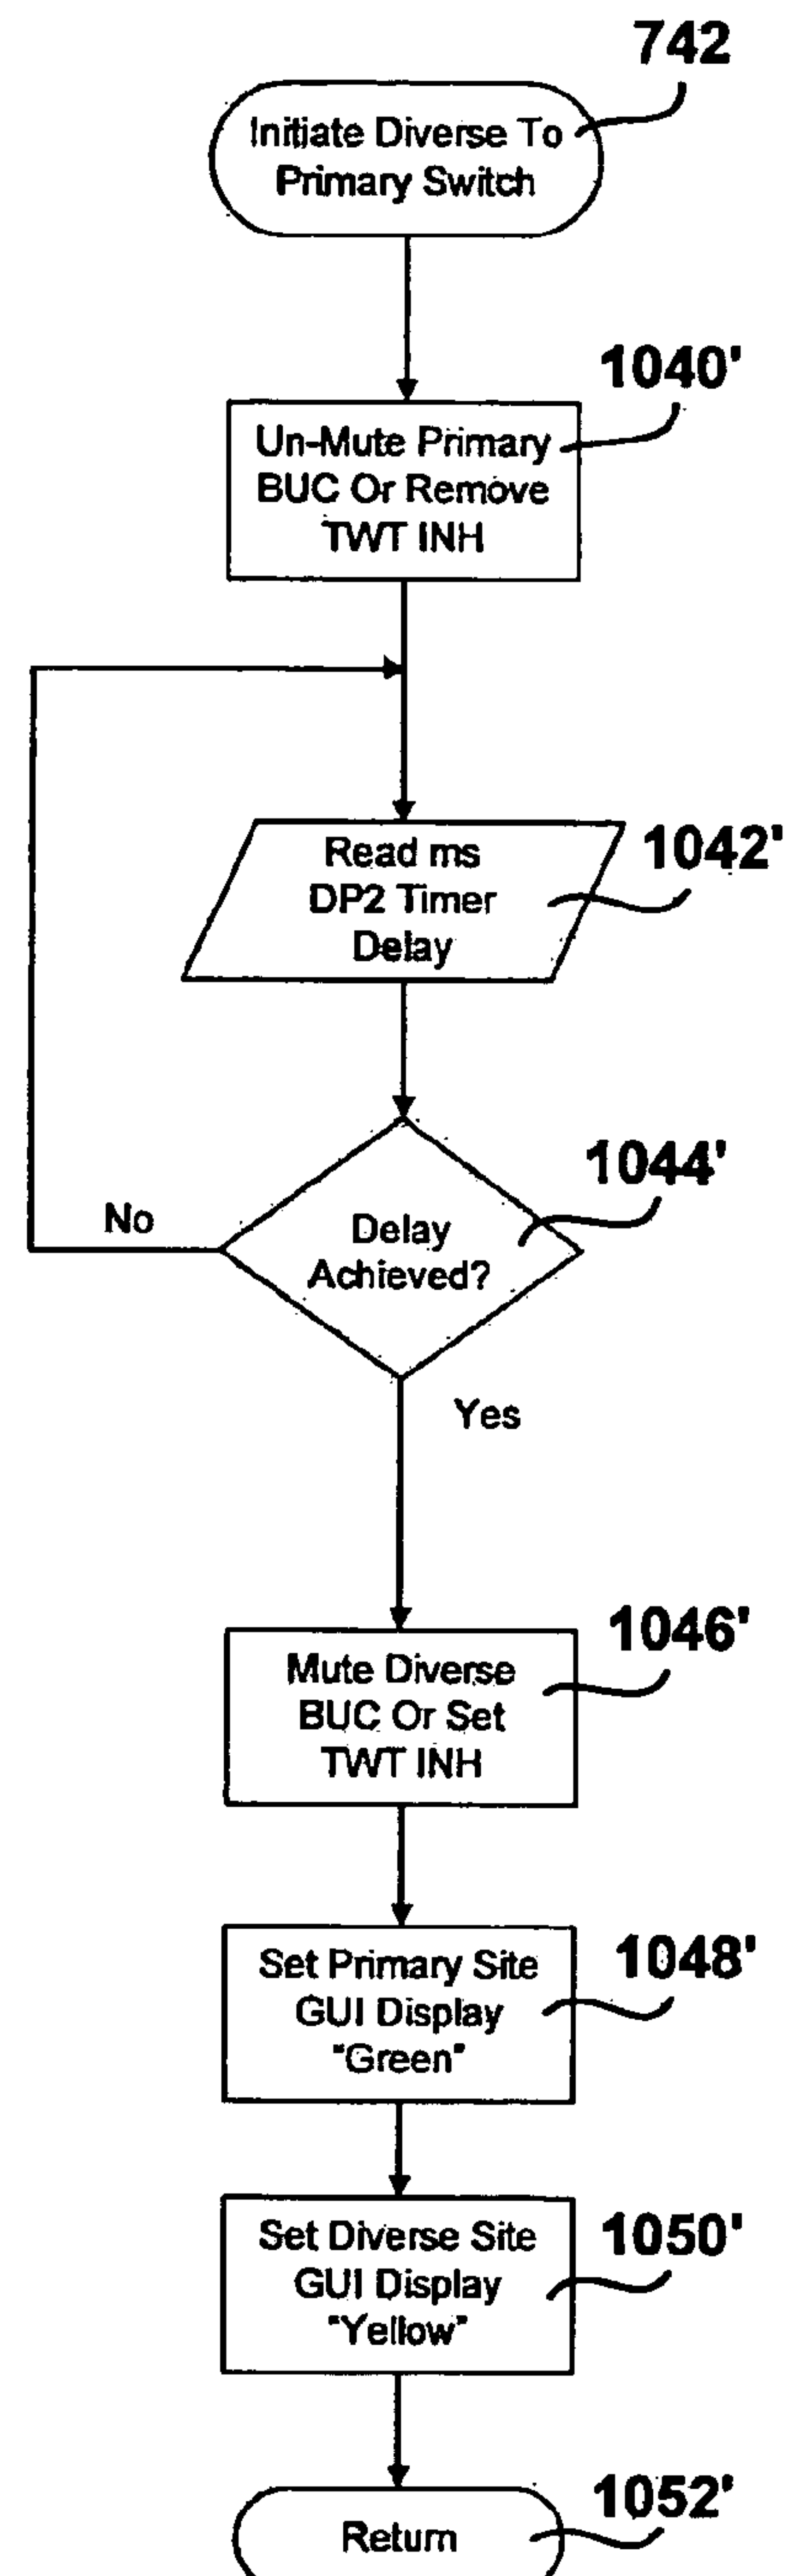 742
Initiate Diverse To
Primary Switch
1040'
Un-Mute Primary
BUC Or Remove
TWT INH
1042'
Read ms
DP2 Timer
Delay
1044'
Delay
Achieved?
No
Yes
1046'
Mute Diverse
BUC Or Set
TWT INH
1048'
Set Primary Site
GUI Display
"Green"
1050'
Set Diverse Site
GUI Display
"Yellow"
1052'
Return